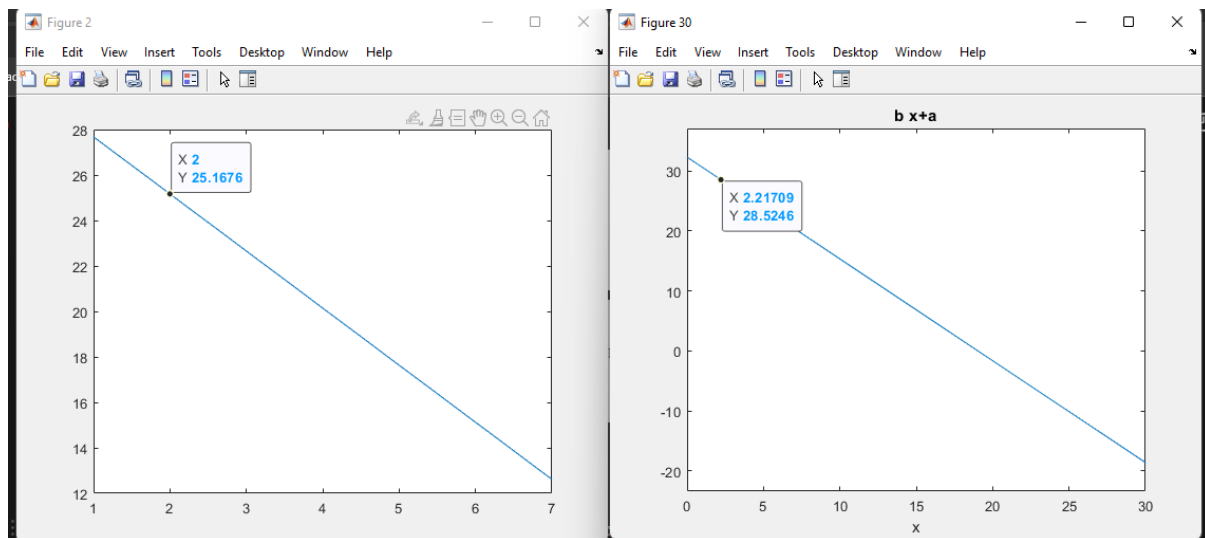 Figure 2
File Edit View Insert Tools Desktop Window Help
28
26
24
22
20
18
16
14
12
1 2 3 4 5 6 7
X 2
Y 25.1676
Figure 30
File Edit View Insert Tools Desktop Window Help
b x+a
30
20
10
0
-10
-20
0 5 10 15 20 25 30
x
X 2.21709
Y 28.5246